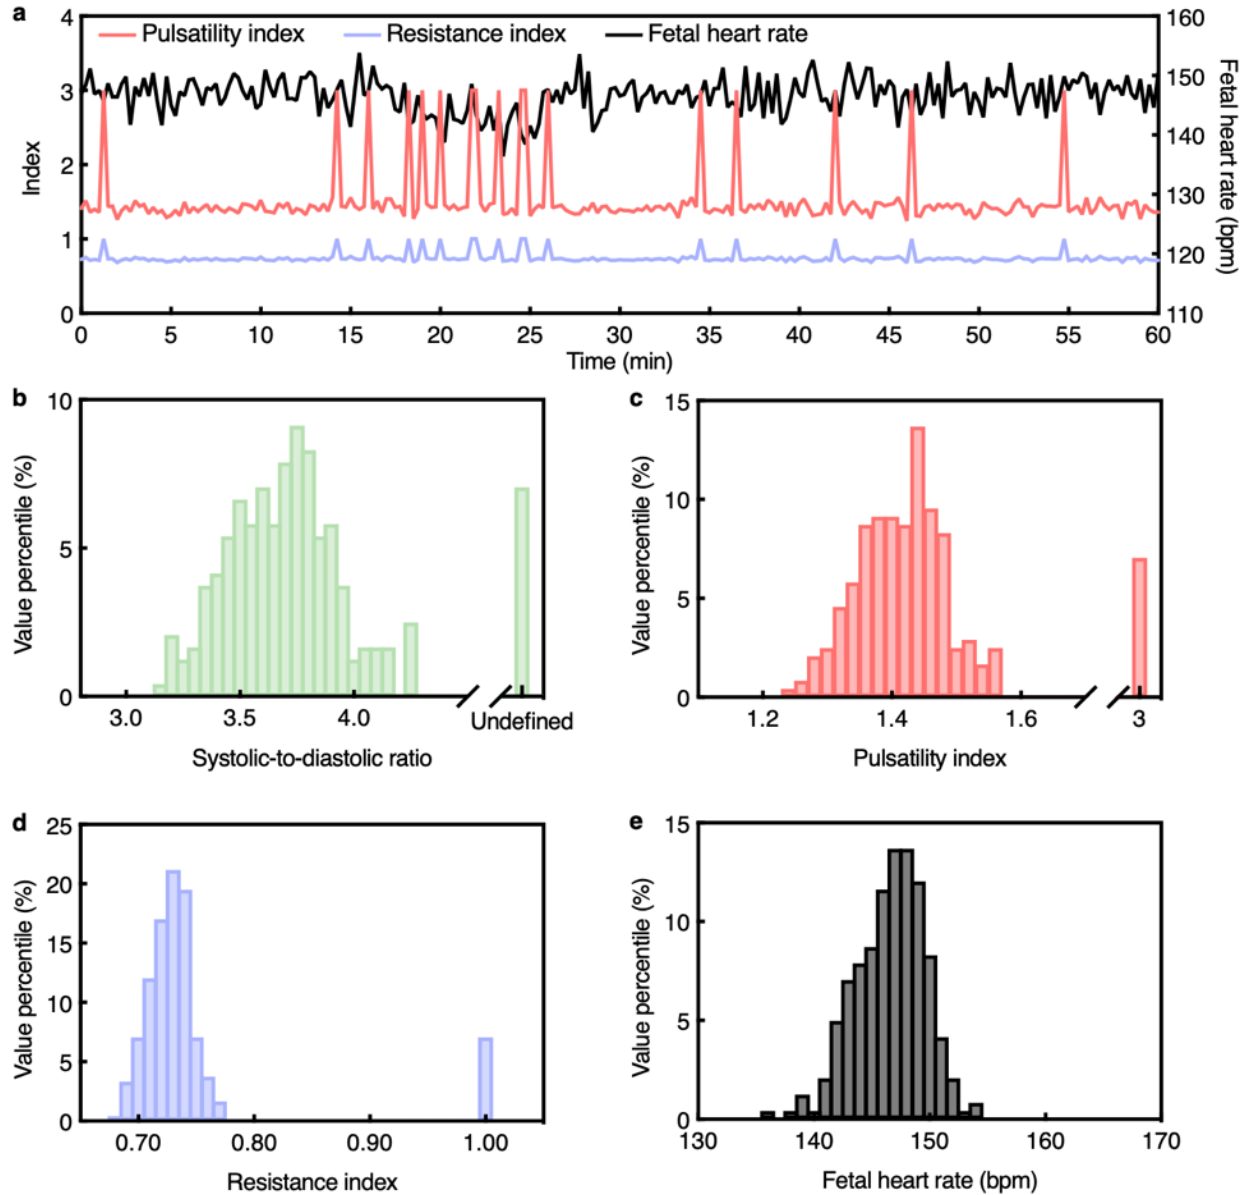 a
Pulsatility index Resistance index Fetal heart rate
4 3 2 1 0
Index
160 150 140 130 120 110
Fetal heart rate (bpm)
0 5 10 15 20 25 30 35 40 45 50 55 60
Time (min)
b
10 5 0
Value percentile (%)
3.0 3.5 4.0 Undefined
Systolic-to-diastolic ratio
c
15 10 5 0
Value percentile (%)
1.2 1.4 1.6 3
Pulsatility index
d
25 20 15 10 5 0
Value percentile (%)
0.70 0.80 0.90 1.00
Resistance index
e
15 10 5 0
Value percentile (%)
130 140 150 160 170
Fetal heart rate (bpm)